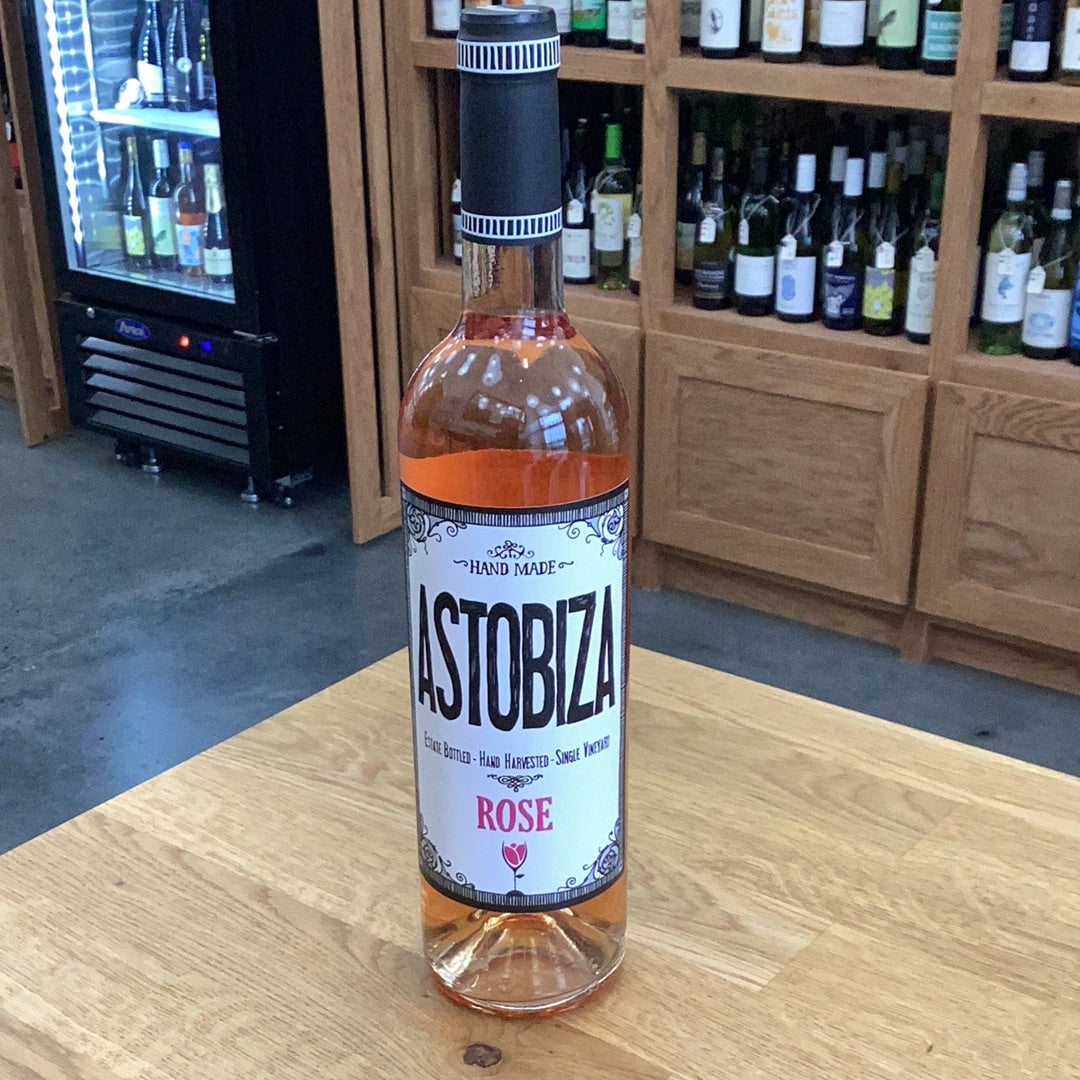 HAND MADE
ASTOBIZA
ESTATE BOTTLED - HAND HARVESTED - SINGLE VINEYARD
ROSE